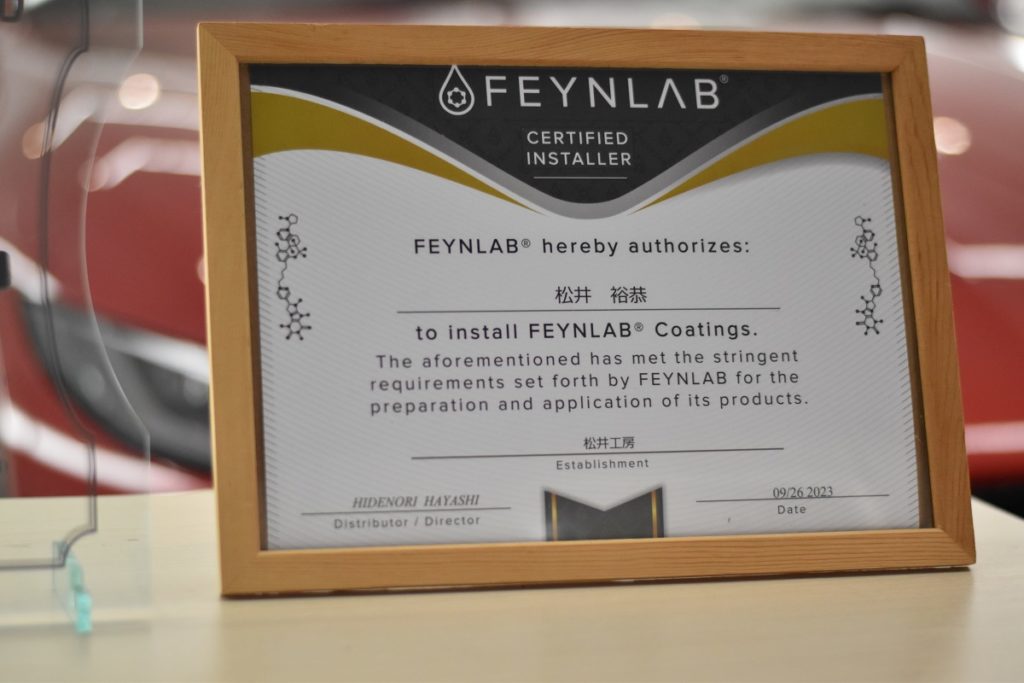 FEYNLAB®
CERTIFIED
INSTALLER
FEYNLAB® hereby authorizes:
松井 裕恭
to install FEYNLAB® Coatings.
The aforementioned has met the stringent
requirements set forth by FEYNLAB for the
preparation and application of its products.
松井工房
Establishment
HIDENORI HAYASHI
Distributor / Director
09/26 2023
Date